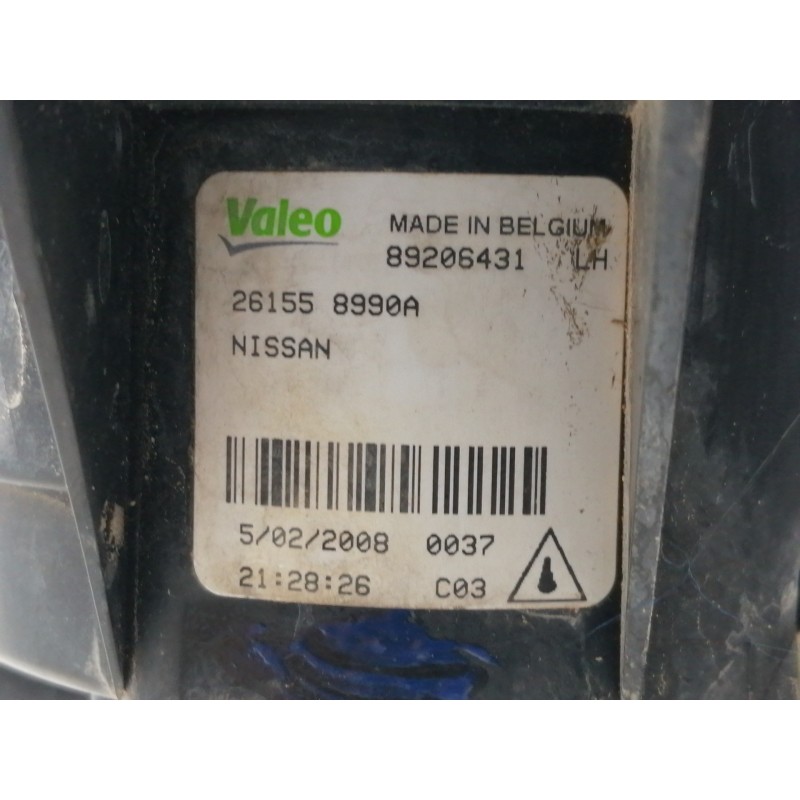 Valeo MADE IN BELGIUM
89206431 LH
26155 8990A
NISSAN
5/02/2008 0037
21:28:26 C03